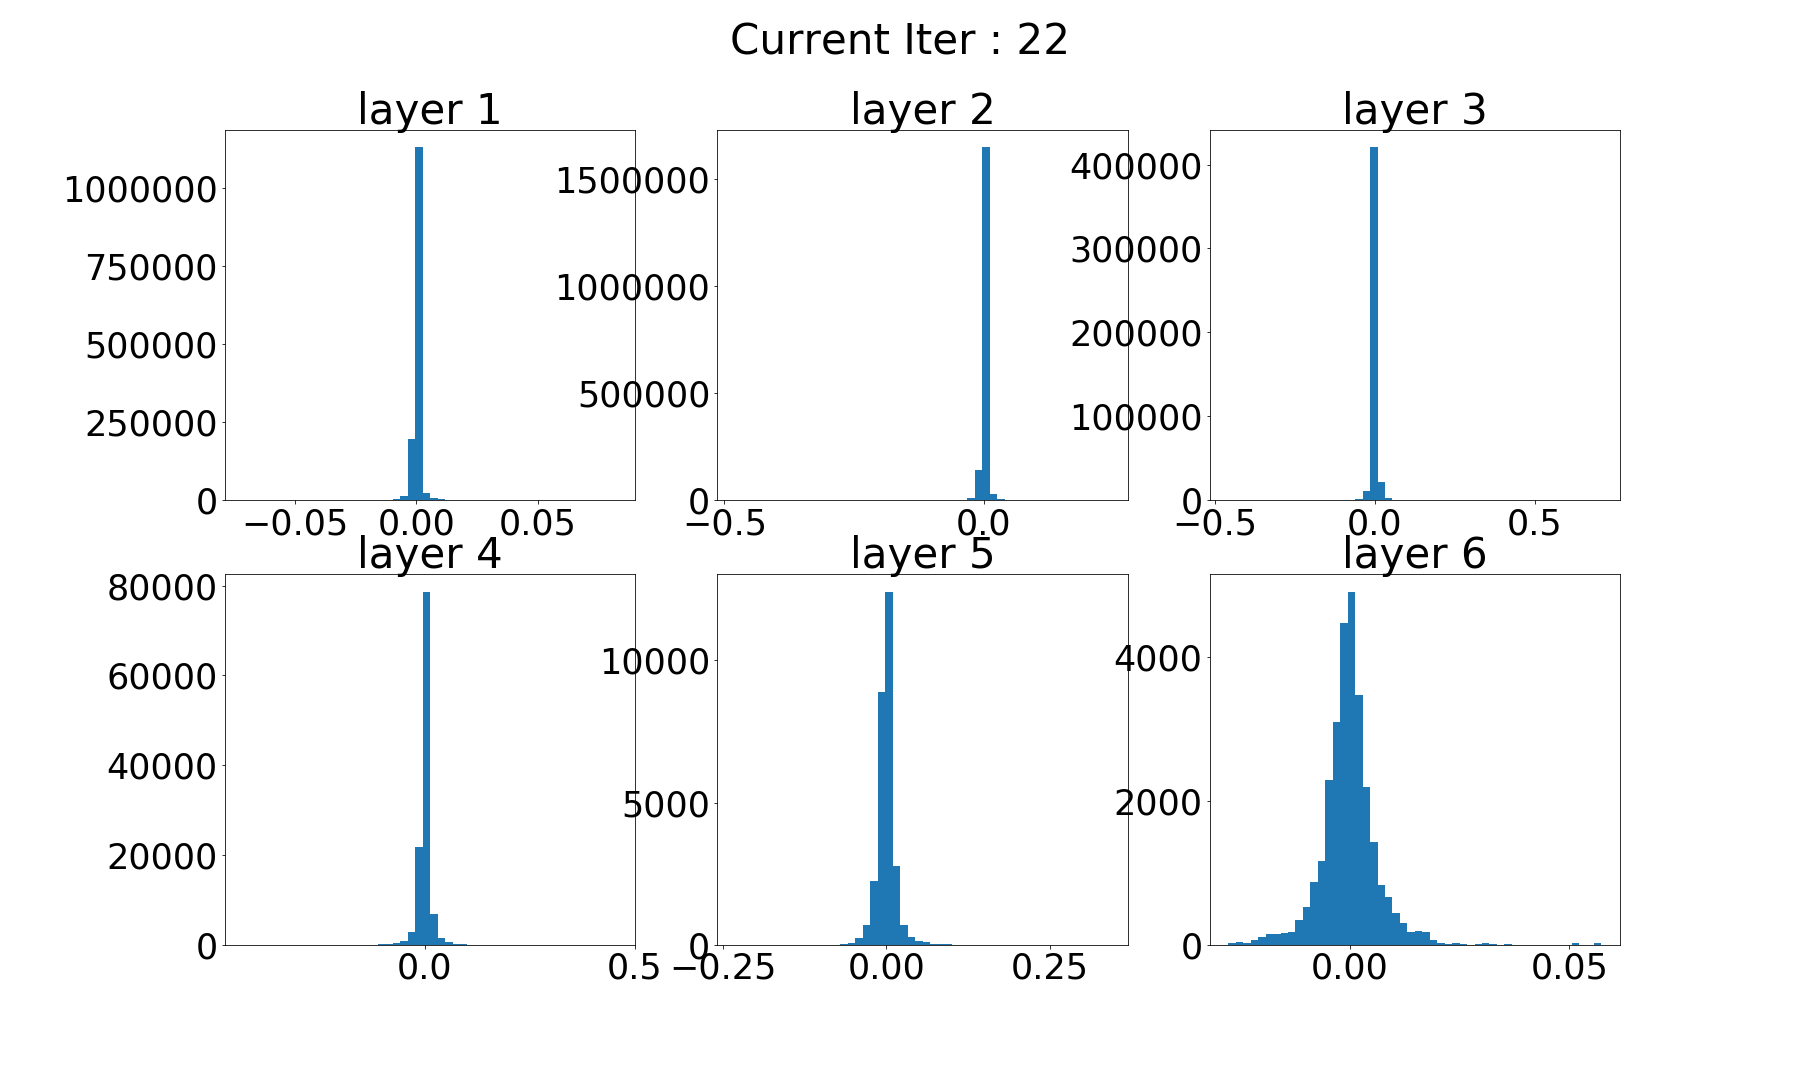 Current Iter : 22
layer 1
1000000
750000
500000
250000
0
−0.05 0.00 0.05
layer 2
1500000
1000000
500000
0
−0.5 0.0
layer 3
400000
300000
200000
100000
0
−0.5 0.0 0.5
layer 4
80000
60000
40000
20000
0
0.0 0.5
layer 5
10000
5000
0
−0.25 0.00 0.25
layer 6
4000
2000
0
0.00 0.05